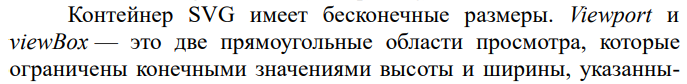 Контейнер SVG имеет бесконечные размеры. Viewport и
viewBox — это две прямоугольные области просмотра, которые
ограничены конечными значениями высоты и ширины, указанны-